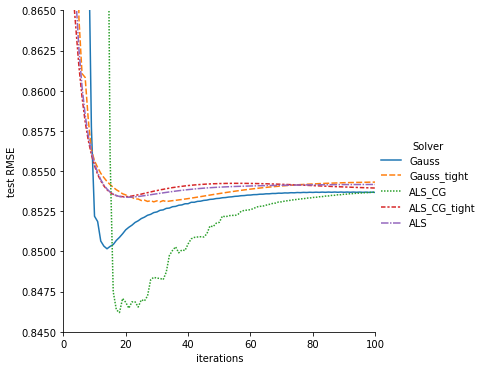 0.8650
0.8625
0.8600
0.8575
0.8550
0.8525
0.8500
0.8475
0.8450
test RMSE
0 20 40 60 80 100
iterations
Solver
Gauss
Gauss_tight
ALS_CG
ALS_CG_tight
ALS